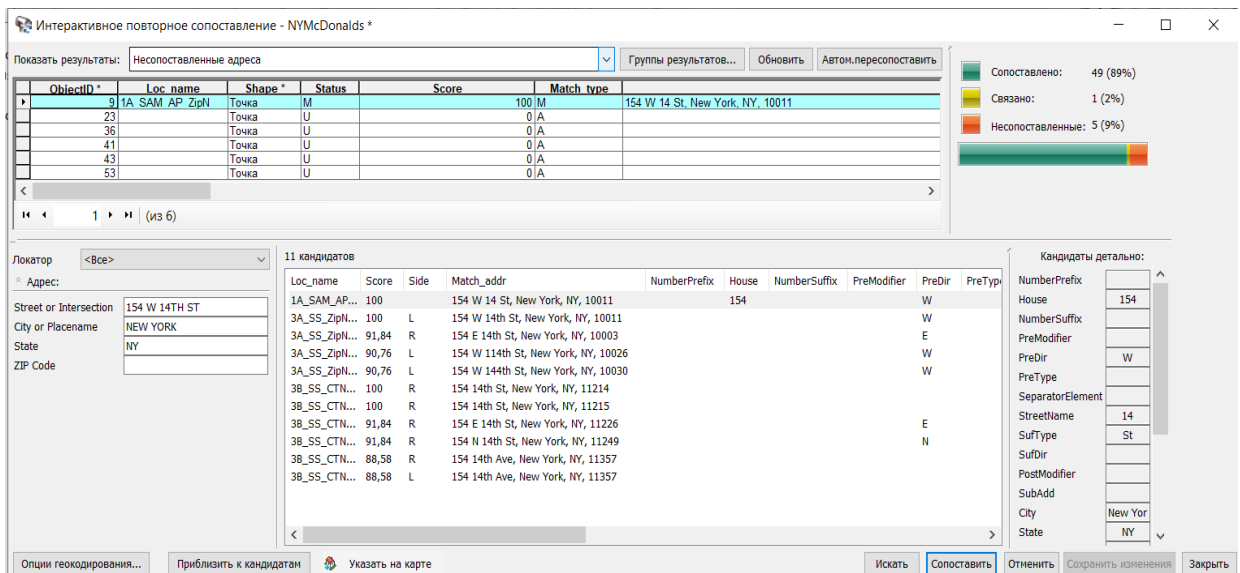 Интерактивное повторное сопоставление - NYMcDonalds *
Показать результаты: Несопоставленные адреса Группы результатов... Обновить Автом.пересопоставить
ObjectID * Loc_name Shape * Status Score Match_type
9 1A_SAM_AP_ZipN Точка M 100 M 154 W 14 St, New York, NY, 10011
23 Точка U 0 A
36 Точка U 0 A
41 Точка U 0 A
43 Точка U 0 A
53 Точка U 0 A
1 (из 6)
Сопоставлено: 49 (89%)
Связано: 1 (2%)
Несопоставленные: 5 (9%)
Локатор <Все>
Адрес:
Street or Intersection 154 W 14TH ST
City or Placename NEW YORK
State NY
ZIP Code
11 кандидатов
Loc_name Score Side Match_addr NumberPrefix House NumberSuffix PreModifier PreDir PreType
1A_SAM_AP... 100 154 W 14 St, New York, NY, 10011 154 W
3A_SS_ZipN... 100 L 154 W 14th St, New York, NY, 10011 W
3A_SS_ZipN... 91,84 R 154 E 14th St, New York, NY, 10003 E
3A_SS_ZipN... 90,76 L 154 W 114th St, New York, NY, 10026 W
3A_SS_ZipN... 90,76 L 154 W 144th St, New York, NY, 10030 W
3B_SS_CTN... 100 R 154 14th St, New York, NY, 11214
3B_SS_CTN... 100 R 154 14th St, New York, NY, 11215
3B_SS_CTN... 91,84 R 154 E 14th St, New York, NY, 11226 E
3B_SS_CTN... 91,84 R 154 N 14th St, New York, NY, 11249 N
3B_SS_CTN... 88,58 R 154 14th Ave, New York, NY, 11357
3B_SS_CTN... 88,58 L 154 14th Ave, New York, NY, 11357
Кандидаты детально:
NumberPrefix
House 154
NumberSuffix
PreModifier
PreDir W
PreType
SeparatorElement
StreetName 14
SufType St
SufDir
PostModifier
SubAdd
City New Yor
State NY
Опции геокодирования... Приблизить к кандидатам Указать на карте Искать Сопоставить Отменить Сохранить изменения Закрыть